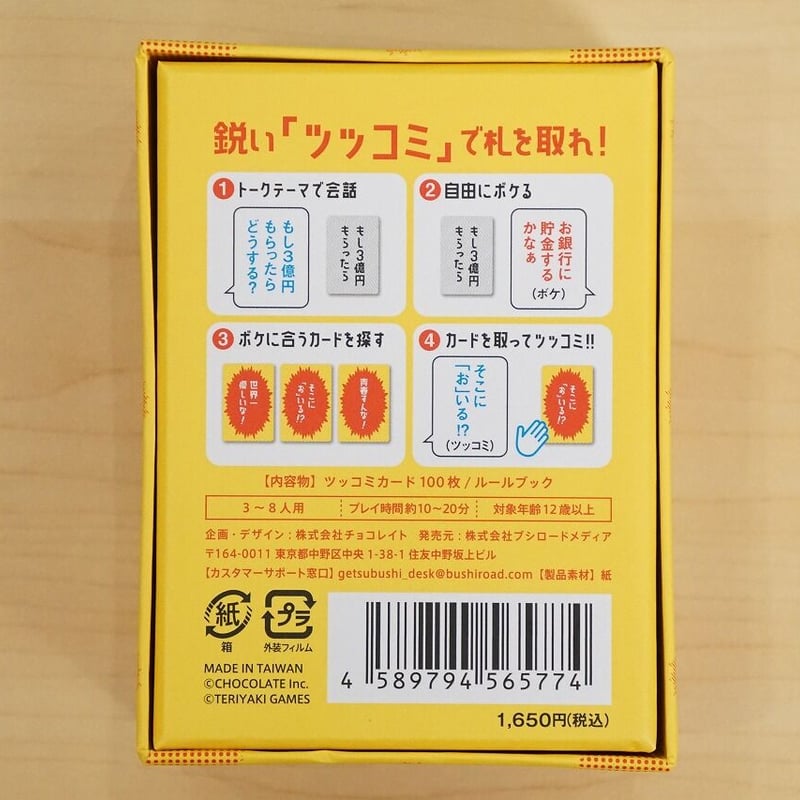 鋭い「ツッコミ」で札を取れ!
1 トークテーマで会話
もし3億円
もらったら
どうする?
もし3億円
もらったら
2 自由にボケる
もし3億円
もらったら
お銀行に
貯金する
かなぁ
(ボケ)
3 ボケに合うカードを探す
世界一
優しいな!
そこに
「お」いる!?
青春すんな!
4 カードを取ってツッコミ!!
そこに
「お」いる!?
(ツッコミ)
そこに
「お」いる!?
【内容物】ツッコミカード100枚/ルールブック
3〜8人用 プレイ時間約10〜20分 対象年齢12歳以上
企画・デザイン:株式会社チョコレイト 発売元:株式会社ブシロードメディア
〒164-0011 東京都中野区中央1-38-1 住友中野坂上ビル
【カスタマーサポート窓口】getsubushi_desk@bushiroad.com【製品素材】紙
紙
箱
プラ
外装フィルム
MADE IN TAIWAN
©CHOCOLATE Inc.
©TERIYAKI GAMES
4 589794 565774
1,650円(税込)